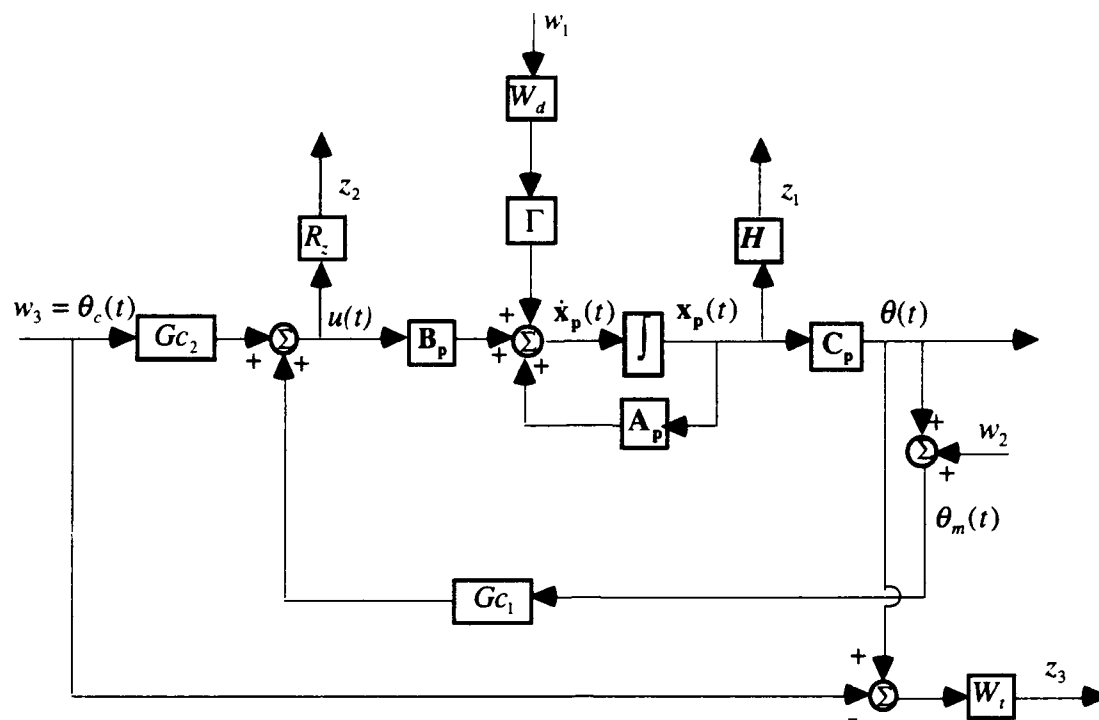 w₁
W_d
z₂
z₁
Γ
R_z
H
w₃ = θ_c(t)
Gc₂
+
+
Σ
+
u(t)
B_p
+
+
Σ
+
ẋ_p(t)
∫
x_p(t)
C_p
θ(t)
A_p
+
Σ
+
w₂
θ_m(t)
Gc₁
+
Σ
-
W_t
z₃